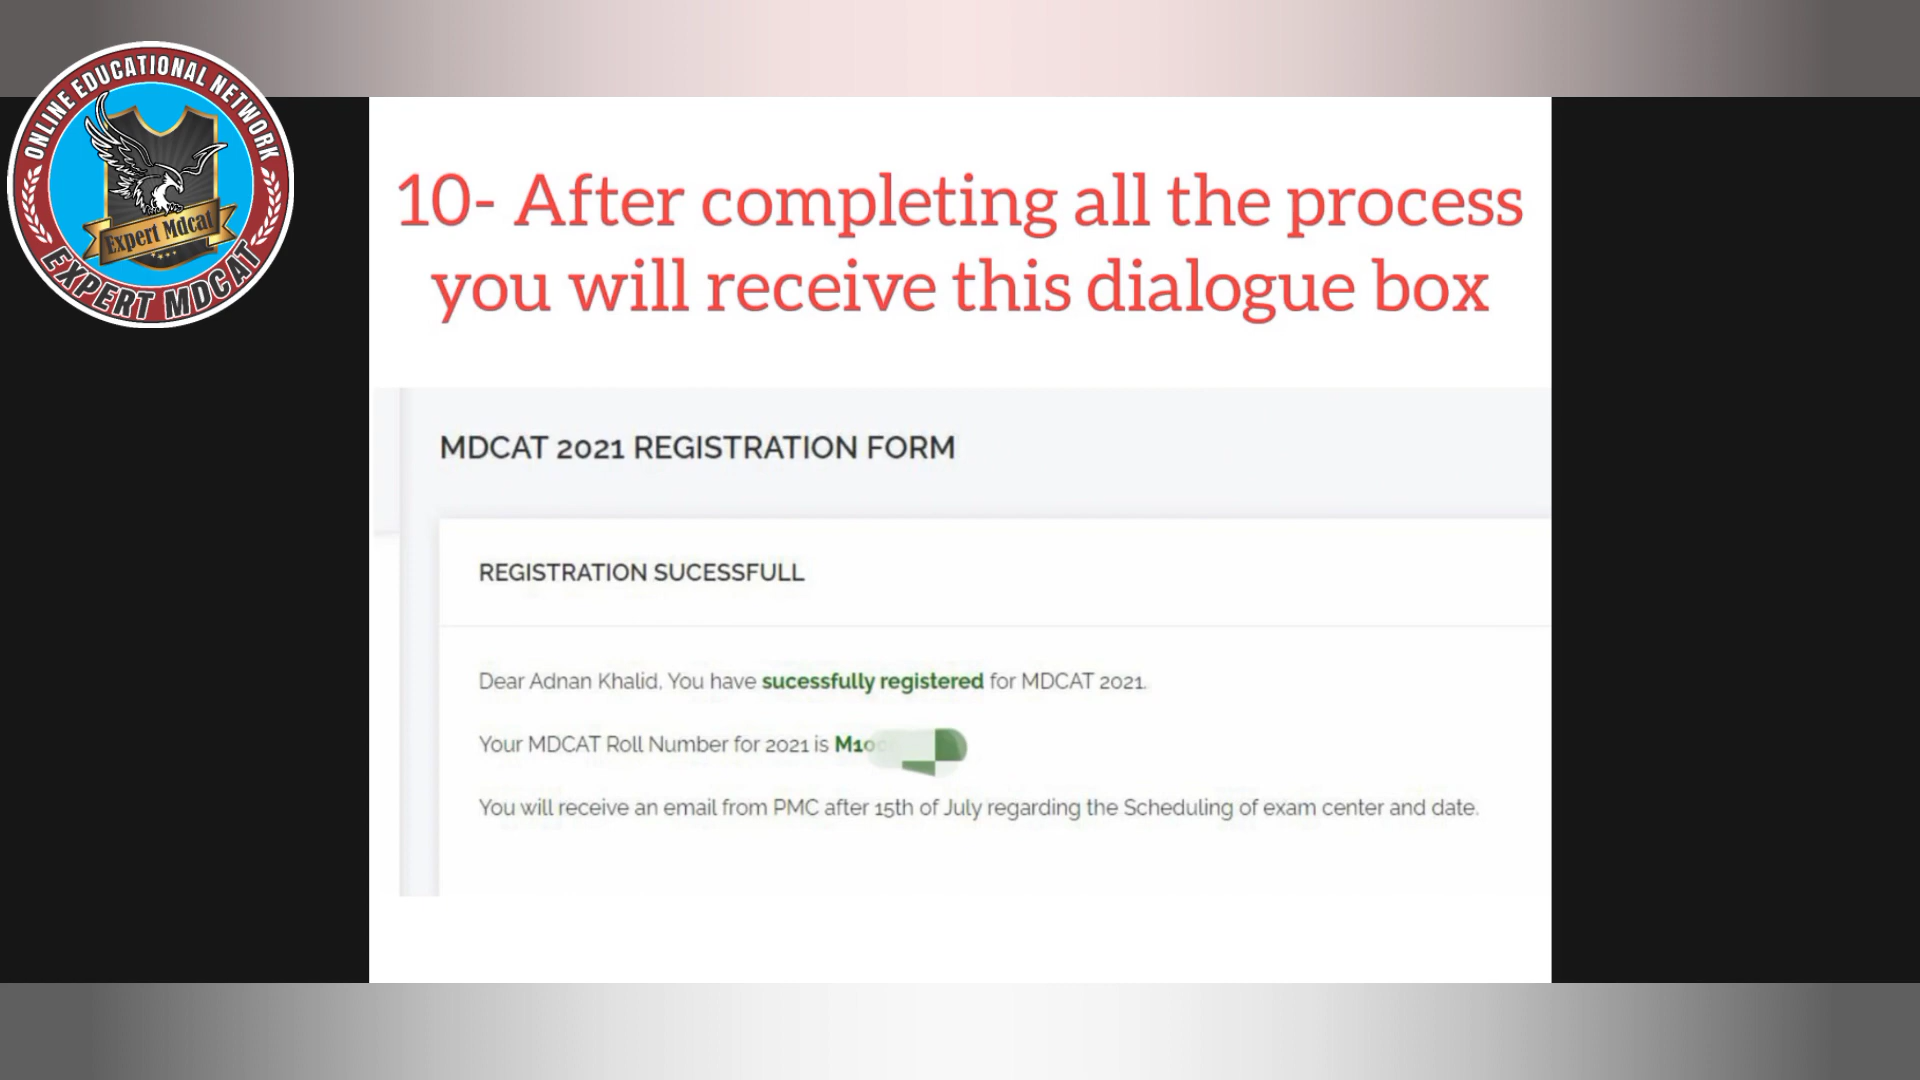 ONLINE EDUCATIONAL NETWORK
Expert Mdcat
EXPERT MDCAT
10- After completing all the process
you will receive this dialogue box
MDCAT 2021 REGISTRATION FORM
REGISTRATION SUCESSFULL
Dear Adnan Khalid, You have sucessfully registered for MDCAT 2021.
Your MDCAT Roll Number for 2021 is
You will receive an email from PMC after 15th of July regarding the Scheduling of exam center and date.